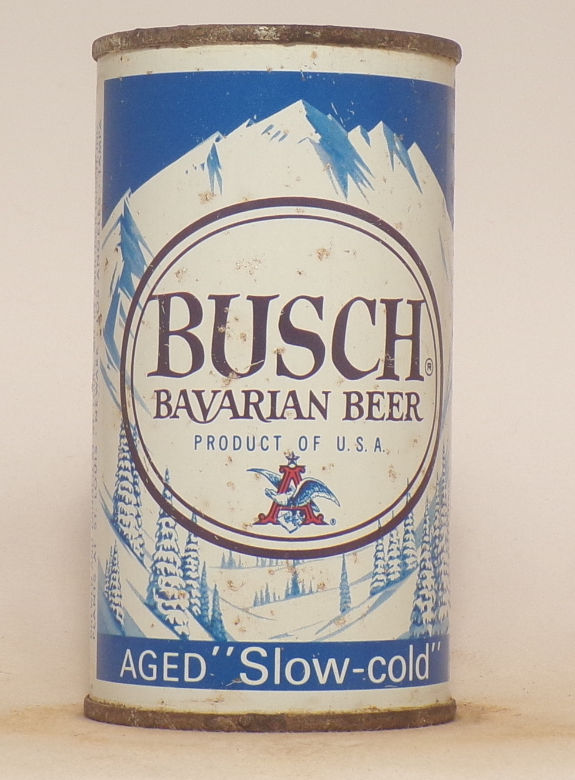 BUSCH®
BAVARIAN BEER
PRODUCT OF U.S.A.
A®
AGED "Slow-cold"